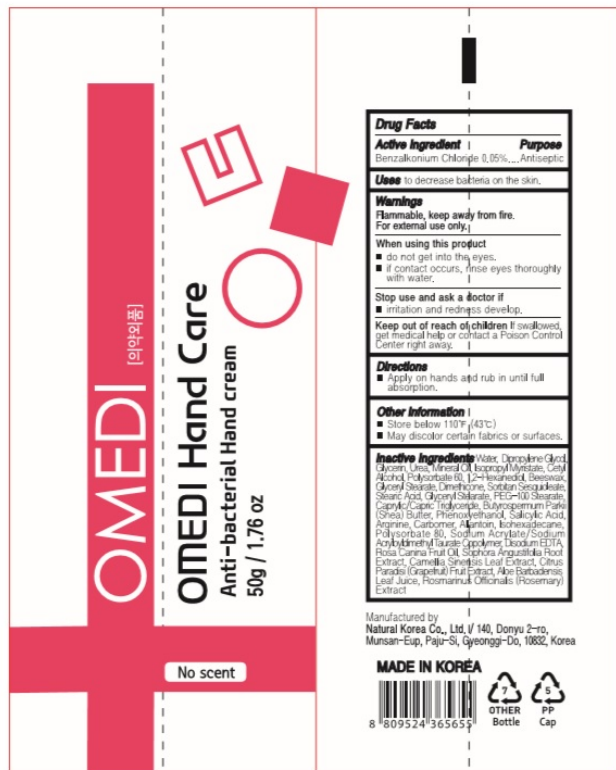 OMEDI
[의약외품]
OMEDI Hand Care
Anti-bacterial Hand cream
50g / 1.76 oz
No scent
Drug Facts
Active Ingredient Purpose
Benzalkonium Chloride 0.05%....Antiseptic
Uses to decrease bacteria on the skin.
Warnings
Flammable, keep away from fire.
For external use only.
When using this product
■ do not get into the eyes.
■ if contact occurs, rinse eyes thoroughly
with water.
Stop use and ask a doctor if
■ irritation and redness develop.
Keep out of reach of children If swallowed,
get medical help or contact a Poison Control
Center right away.
Directions
■ Apply on hands and rub in until full
absorption.
Other Information
■ Store below 110°F (43℃)
■ May discolor certain fabrics or surfaces.
Inactive Ingredients Water, Dipropylene Glycol,
Glycerin, Urea, Mineral Oil, Isopropyl Myristate, Cetyl
Alcohol, Polysorbate 60, 1,2-Hexanediol, Beeswax,
Glyceryl Stearate, Dimethicone, Sorbitan Sesquioleate,
Stearic Acid, Glyceryl Stearate, PEG-100 Stearate,
Caprylic/Capric Triglyceride, Butyrospermum Parkii
(Shea) Butter, Phenoxyethanol, Salicylic Acid,
Arginine, Carbomer, Allantoin, Isohexadecane,
Polysorbate 80, Sodium Acrylate/Sodium
Acryloyldimethyl Taurate Copolymer, Disodium EDTA,
Rosa Canina Fruit Oil, Sophora Angustifolia Root
Extract, Camellia Sinensis Leaf Extract, Citrus
Paradisi (Grapefruit) Fruit Extract, Aloe Barbadensis
Leaf Juice, Rosmarinus Officinalis (Rosemary)
Extract
Manufactured by
Natural Korea Co., Ltd. / 140, Donyu 2-ro,
Munsan-Eup, Paju-Si, Gyeonggi-Do, 10832, Korea
MADE IN KOREA
8 809524 365655
7
OTHER
Bottle
5
PP
Cap